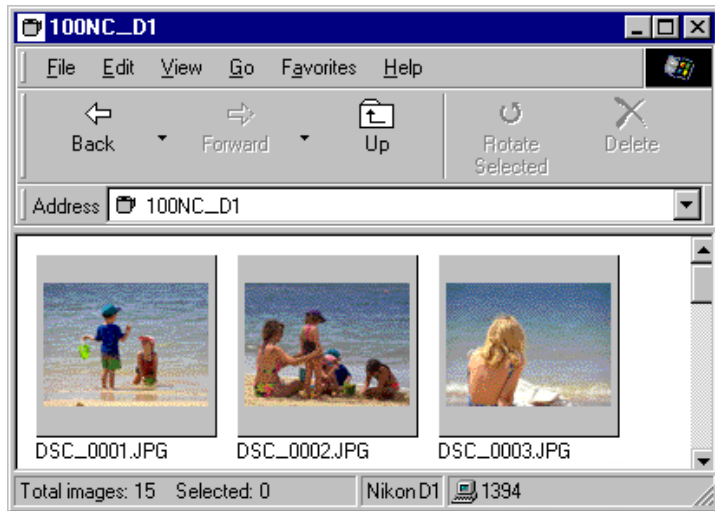 100NC_D1
File Edit View Go Favorites Help
Back Forward Up Rotate Selected Delete
Address 100NC_D1
DSC_0001.JPG DSC_0002.JPG DSC_0003.JPG
Total images: 15 Selected: 0 Nikon D1 1394